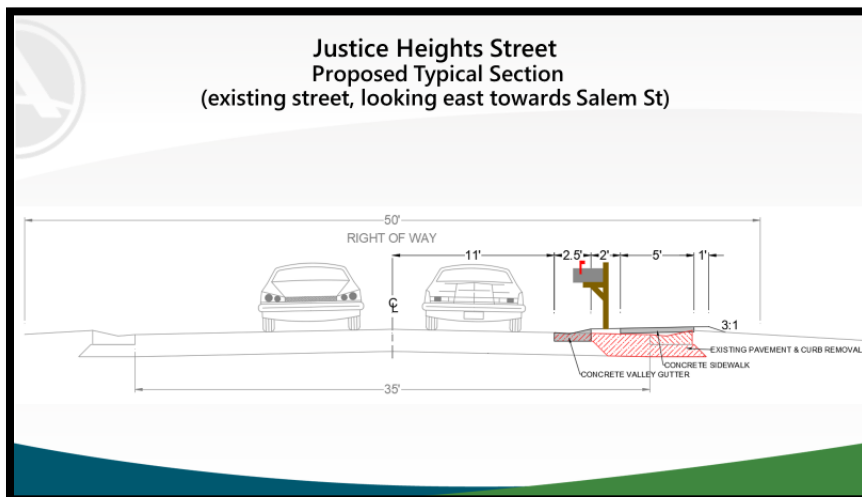 Justice Heights Street
Proposed Typical Section
(existing street, looking east towards Salem St)
50'
RIGHT OF WAY
11'
2.5'
2'
5'
1'
℄
3:1
EXISTING PAVEMENT & CURB REMOVAL
CONCRETE SIDEWALK
CONCRETE VALLEY GUTTER
35'